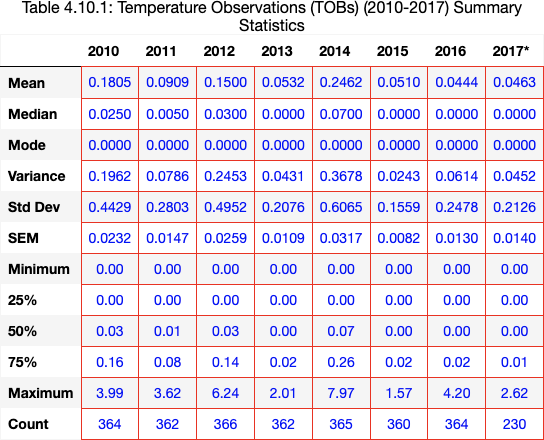 Table 4.10.1: Temperature Observations (TOBs) (2010-2017) Summary
Statistics
2010 2011 2012 2013 2014 2015 2016 2017*
Mean 0.1805 0.0909 0.1500 0.0532 0.2462 0.0510 0.0444 0.0463
Median 0.0250 0.0050 0.0300 0.0000 0.0700 0.0000 0.0000 0.0000
Mode 0.0000 0.0000 0.0000 0.0000 0.0000 0.0000 0.0000 0.0000
Variance 0.1962 0.0786 0.2453 0.0431 0.3678 0.0243 0.0614 0.0452
Std Dev 0.4429 0.2803 0.4952 0.2076 0.6065 0.1559 0.2478 0.2126
SEM 0.0232 0.0147 0.0259 0.0109 0.0317 0.0082 0.0130 0.0140
Minimum 0.00 0.00 0.00 0.00 0.00 0.00 0.00 0.00
25% 0.00 0.00 0.00 0.00 0.00 0.00 0.00 0.00
50% 0.03 0.01 0.03 0.00 0.07 0.00 0.00 0.00
75% 0.16 0.08 0.14 0.02 0.26 0.02 0.02 0.01
Maximum 3.99 3.62 6.24 2.01 7.97 1.57 4.20 2.62
Count 364 362 366 362 365 360 364 230